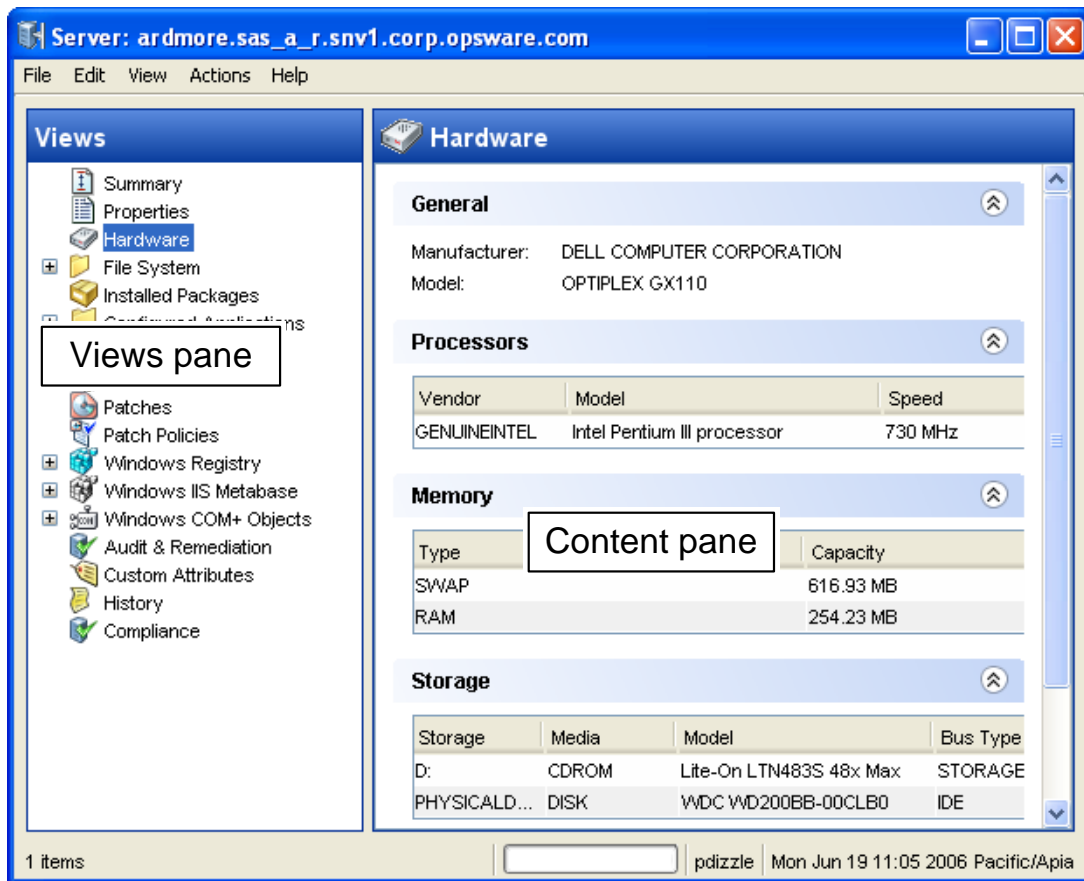 Server: ardmore.sas_a_r.snv1.corp.opsware.com
File Edit View Actions Help
Views
Summary
Properties
Hardware
File System
Installed Packages
Configured Applications
Views pane
Patches
Patch Policies
Windows Registry
Windows IIS Metabase
Windows COM+ Objects
Audit & Remediation
Custom Attributes
History
Compliance
Hardware
General
Manufacturer: DELL COMPUTER CORPORATION
Model: OPTIPLEX GX110
Processors
Vendor Model Speed
GENUINEINTEL Intel Pentium III processor 730 MHz
Memory
Content pane
Type Capacity
SWAP 616.93 MB
RAM 254.23 MB
Storage
Storage Media Model Bus Type
D: CDROM Lite-On LTN483S 48x Max STORAGE
PHYSICALD... DISK WDC WD200BB-00CLB0 IDE
1 items pdizzle Mon Jun 19 11:05 2006 Pacific/Apia